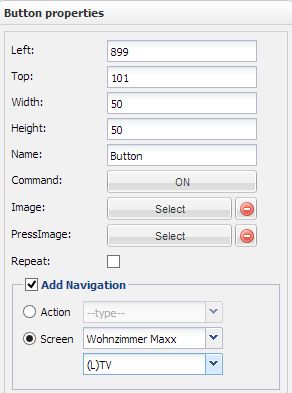 Button properties
Left: 899
Top: 101
Width: 50
Height: 50
Name: Button
Command: ON
Image: Select
PressImage: Select
Repeat:
Add Navigation
Action --type--
Screen Wohnzimmer Maxx
(L)TV